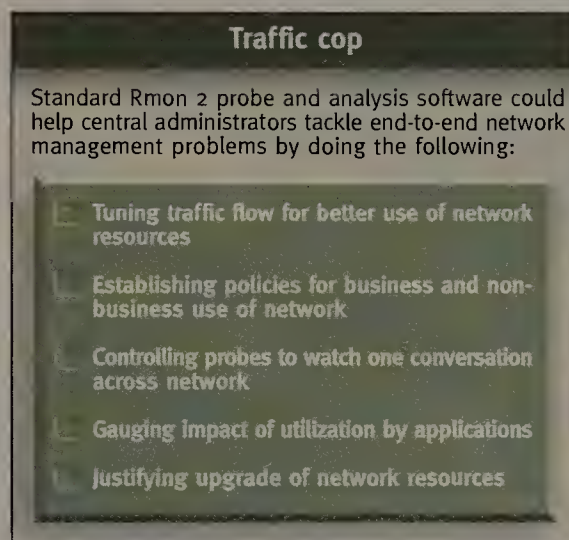 Traffic cop
Standard Rmon 2 probe and analysis software could
help central administrators tackle end-to-end network
management problems by doing the following:
Tuning traffic flow for better use of network
resources
Establishing policies for business and non-
business use of network
Controlling probes to watch one conversation
across network
Gauging impact of utilization by applications
Justifying upgrade of network resources